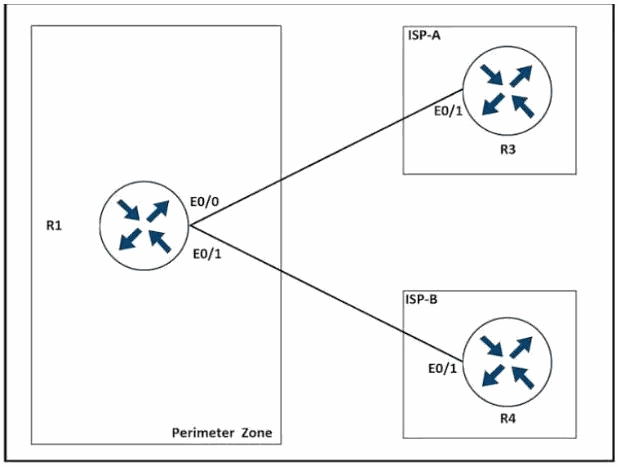 ISP-A
E0/1
R3
E0/0
R1
E0/1
ISP-B
E0/1
R4
Perimeter Zone